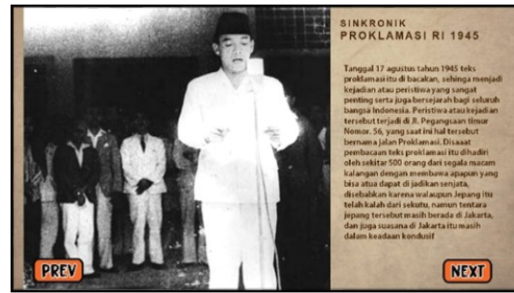 SINKRONIK
PROKLAMASI RI 1945
Tanggal 17 agustus tahun 1945 teks
proklamasi itu di bacakan, sehinga menjadi
kejadian atau peristiwa yang sangat
penting serta juga bersejarah bagi seluruh
bangsa Indonesia. Peristiwa atau kejadian
tersebut terjadi di Jl. Pegangsaan timur
Nomor. 56, yang saat ini hal tersebut
bernama jalan Proklamasi. Disaaat
pembacaan teks proklamasi itu dihadiri
oleh sekitar 500 orang dari segala macam
kalangan dengan membawa apapun yang
bisa atua dapat di jadikan senjata,
disebabkan karena walaupun Jepang itu
telah kalah dari sekutu, namun tentara
jepang tersebut masih berada di Jakarta,
dan juga suasana di Jakarta itu masih
dalam keadaan kondusif
PREV
NEXT